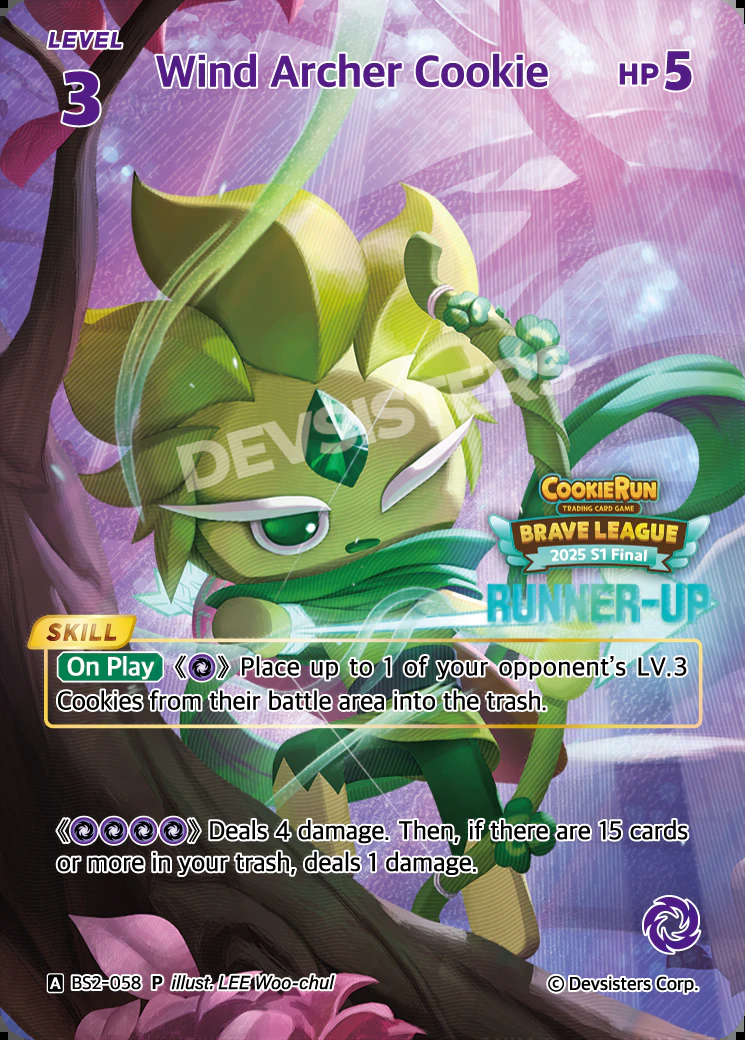 LEVEL
3
Wind Archer Cookie
HP 5
DEVSISTERS
COOKIERUN
TRADING CARD GAME
BRAVE LEAGUE
2025 S1 Final
RUNNER-UP
SKILL
On Play 《》 Place up to 1 of your opponent's LV.3
Cookies from their battle area into the trash.
《》 Deals 4 damage. Then, if there are 15 cards
or more in your trash, deals 1 damage.
A BS2-058 P illust. LEE Woo-chul
© Devsisters Corp.